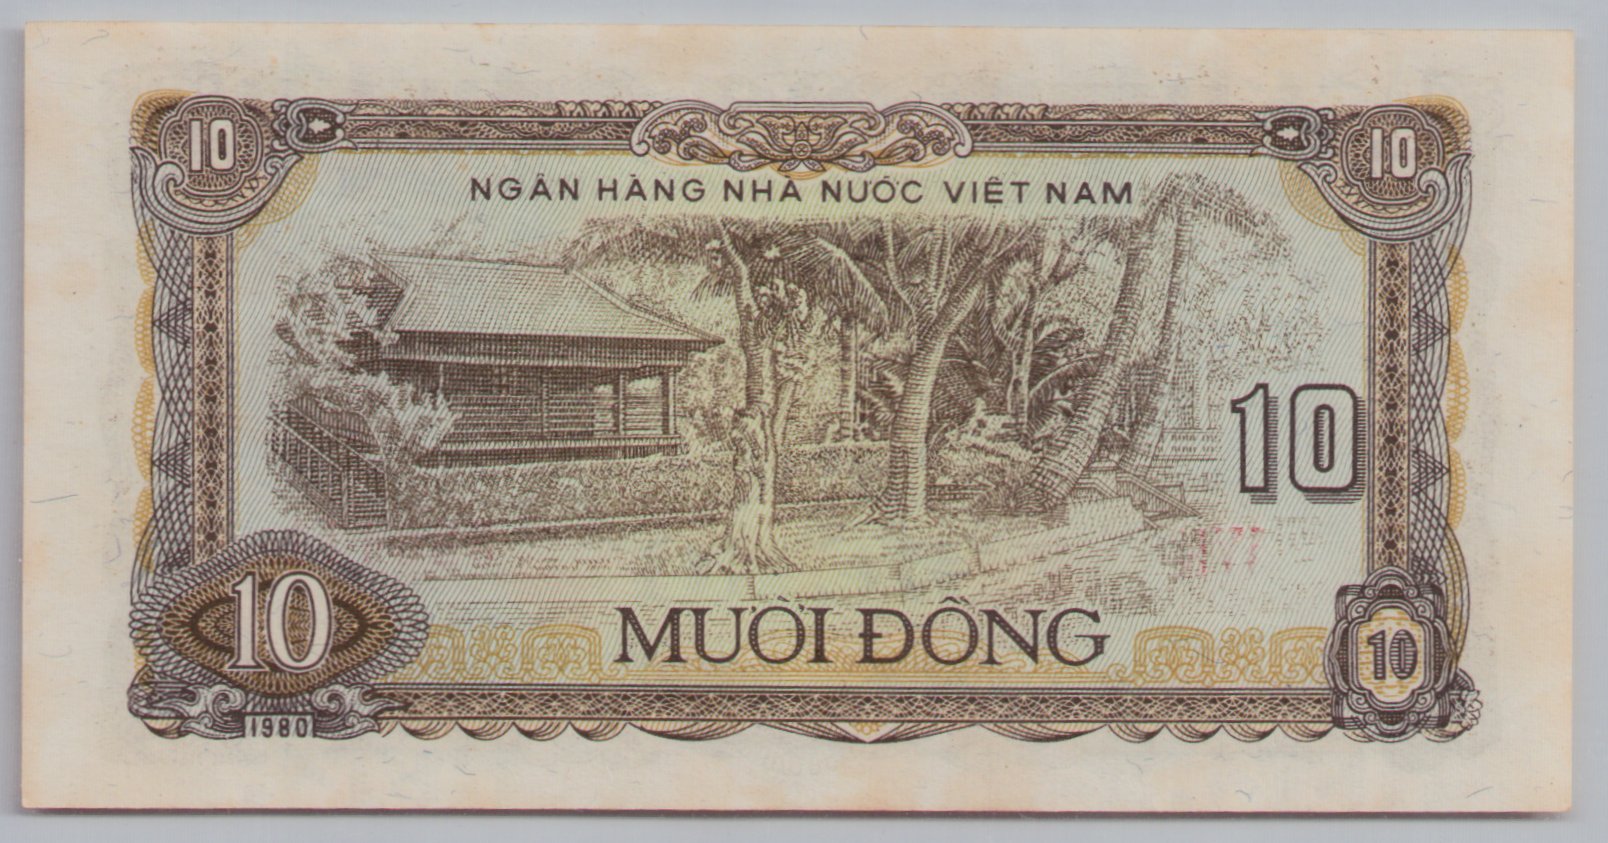 10 10
NGÂN HÀNG NHÀ NƯỚC VIỆT NAM
10
10 MƯỜI ĐỒNG 10
1980